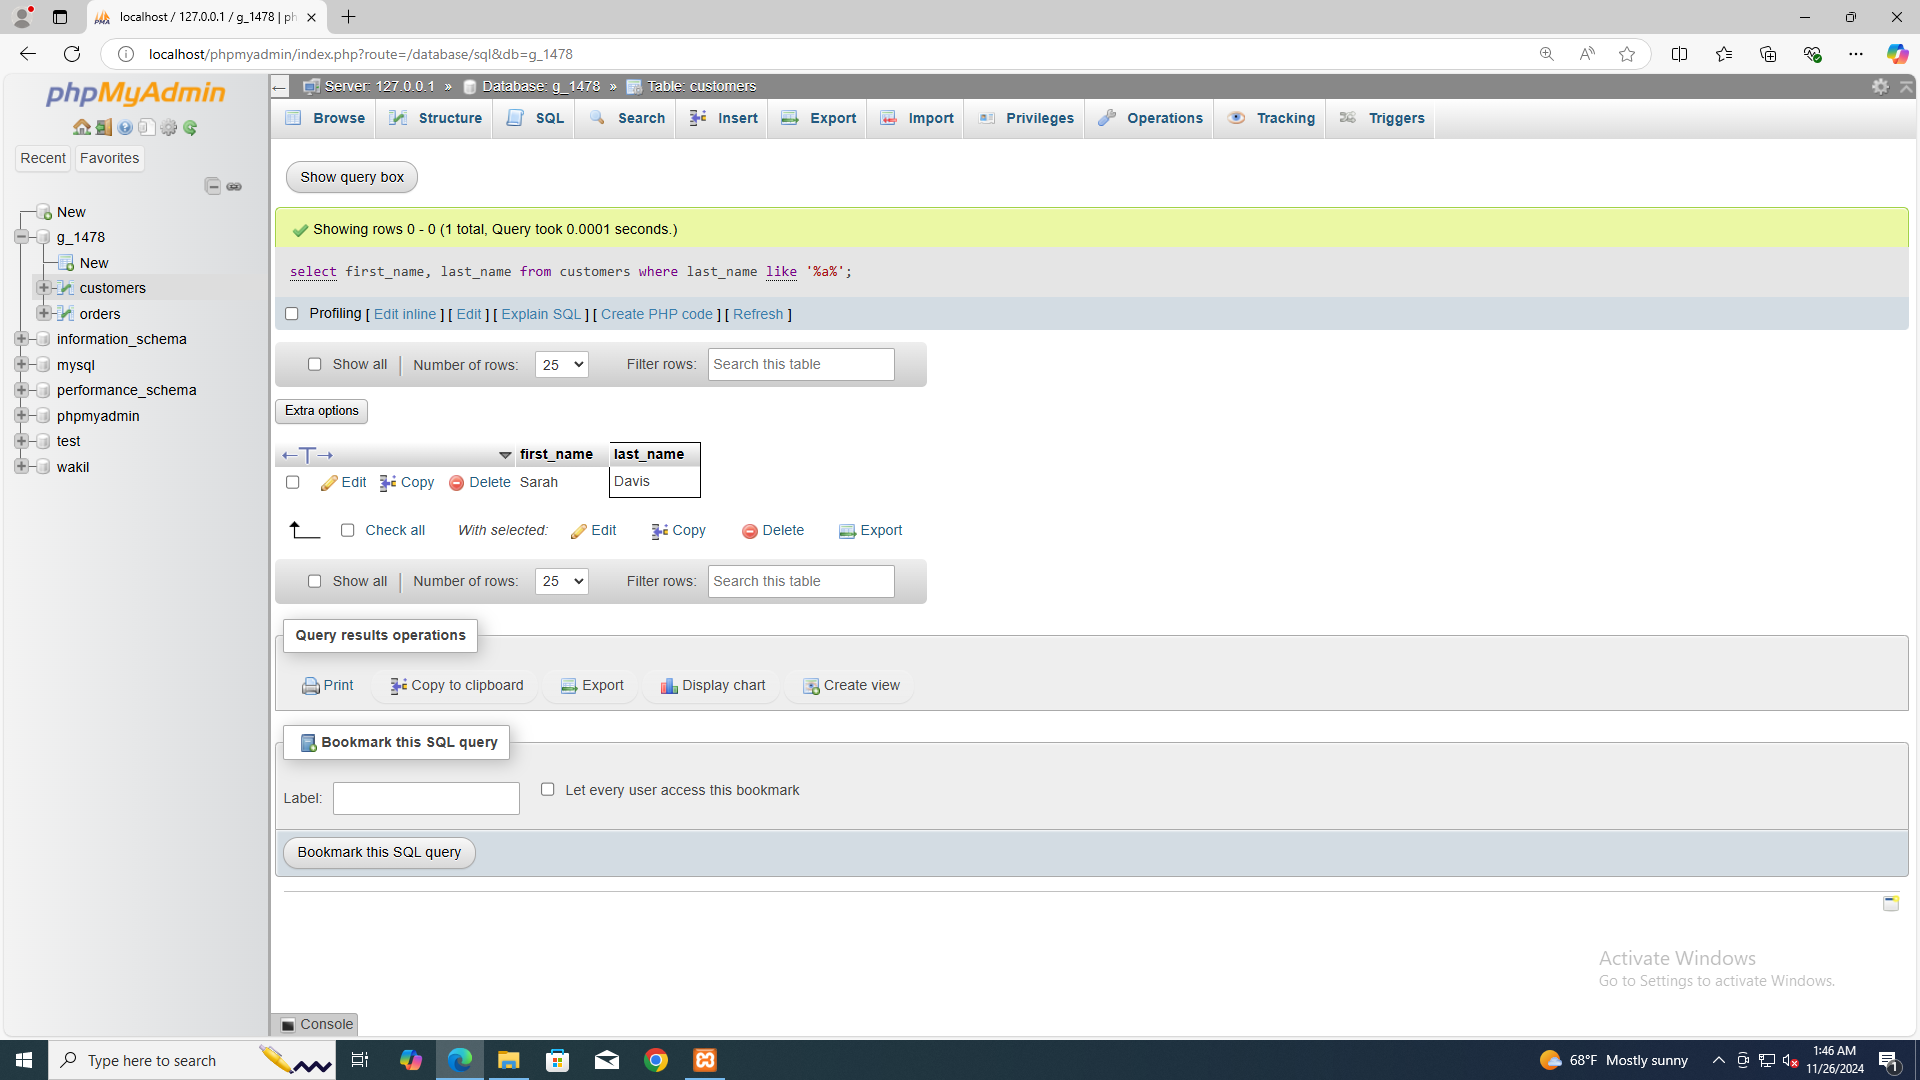 localhost / 127.0.0.1 / g_1478 | ph
localhost/phpmyadmin/index.php?route=/database/sql&db=g_1478
phpMyAdmin
Recent
Favorites
New
g_1478
New
customers
orders
information_schema
mysql
performance_schema
phpmyadmin
test
wakil
Server: 127.0.0.1 » Database: g_1478 » Table: customers
Browse
Structure
SQL
Search
Insert
Export
Import
Privileges
Operations
Tracking
Triggers
Show query box
Showing rows 0 - 0 (1 total, Query took 0.0001 seconds.)
select first_name, last_name from customers where last_name like '%a%';
Profiling [ Edit inline ] [ Edit ] [ Explain SQL ] [ Create PHP code ] [ Refresh ]
Show all | Number of rows: 25 Filter rows: Search this table
Extra options
←T→ first_name last_name
Edit Copy Delete Sarah Davis
Check all With selected: Edit Copy Delete Export
Show all | Number of rows: 25 Filter rows: Search this table
Query results operations
Print Copy to clipboard Export Display chart Create view
Bookmark this SQL query
Label: Let every user access this bookmark
Bookmark this SQL query
Activate Windows
Go to Settings to activate Windows.
Console
Type here to search
68°F Mostly sunny
1:46 AM
11/26/2024
1